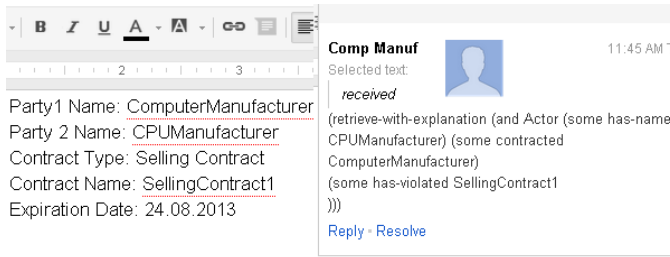 B I U A A
2 3
Party1 Name: ComputerManufacturer
Party 2 Name: CPUManufacturer
Contract Type: Selling Contract
Contract Name: SellingContract1
Expiration Date: 24.08.2013
Comp Manuf
11:45 AM T
Selected text:
received
(retrieve-with-explanation (and Actor (some has-name
CPUManufacturer) (some contracted
ComputerManufacturer)
(some has-violated SellingContract1
)))
Reply • Resolve